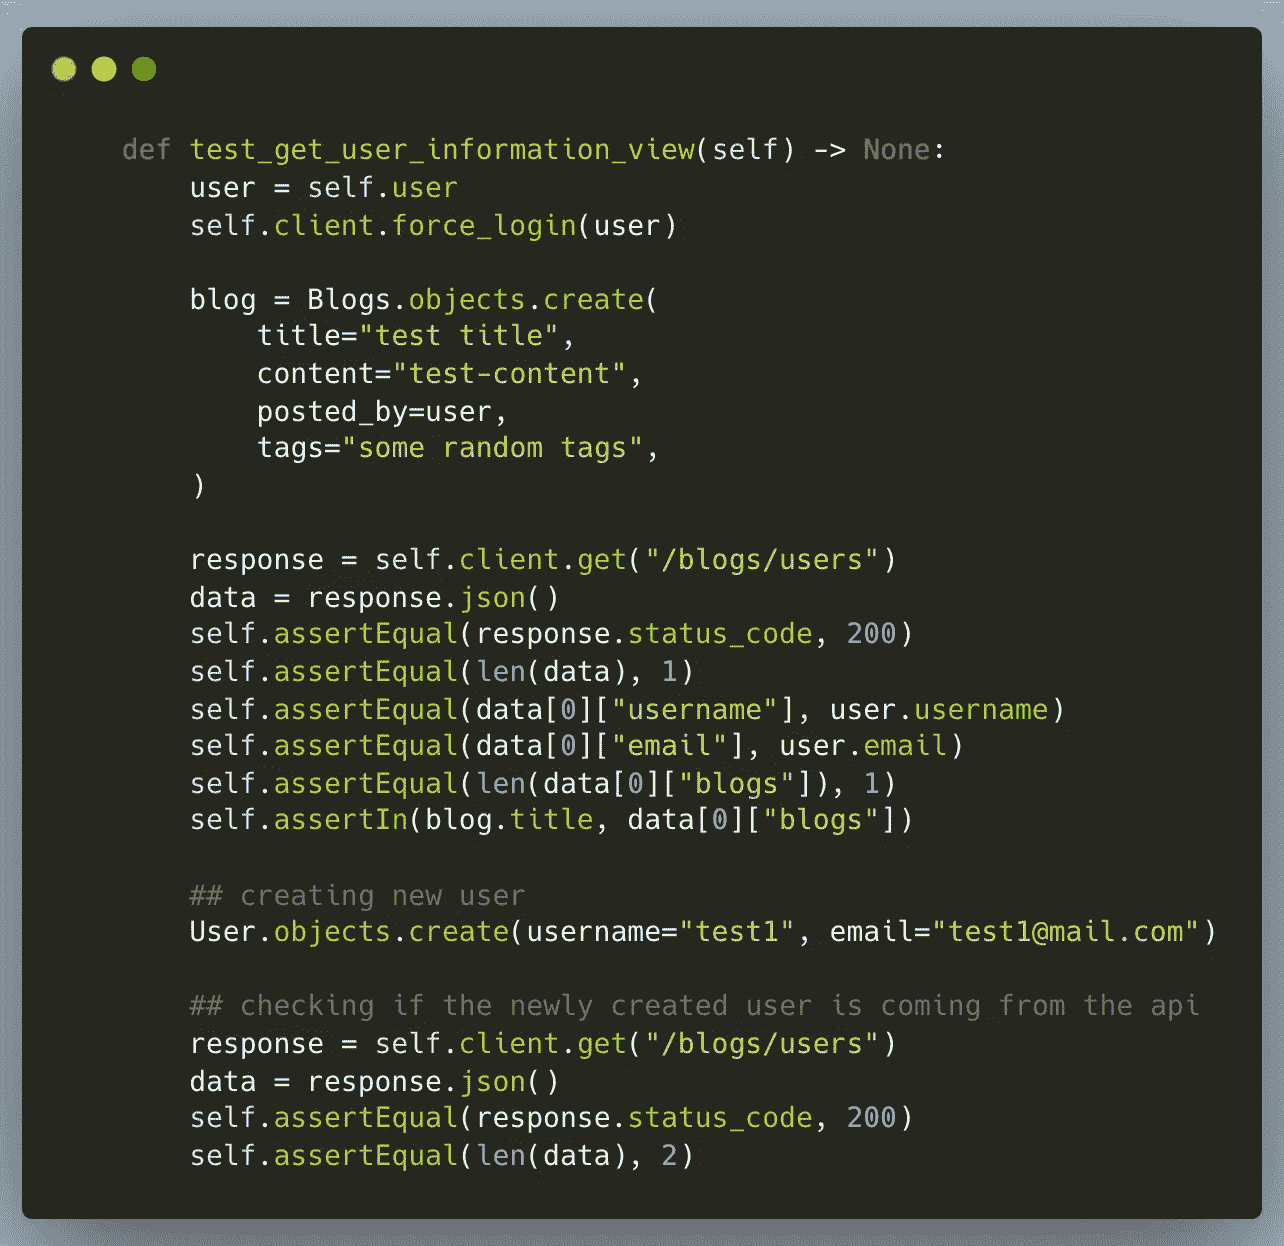 def test_get_user_information_view(self) -> None:
user = self.user
self.client.force_login(user)
blog = Blogs.objects.create(
title="test title",
content="test-content",
posted_by=user,
tags="some random tags",
)
response = self.client.get("/blogs/users")
data = response.json()
self.assertEqual(response.status_code, 200)
self.assertEqual(len(data), 1)
self.assertEqual(data[0]["username"], user.username)
self.assertEqual(data[0]["email"], user.email)
self.assertEqual(len(data[0]["blogs"]), 1)
self.assertIn(blog.title, data[0]["blogs"])
## creating new user
User.objects.create(username="test1", email="test1@mail.com")
## checking if the newly created user is coming from the api
response = self.client.get("/blogs/users")
data = response.json()
self.assertEqual(response.status_code, 200)
self.assertEqual(len(data), 2)